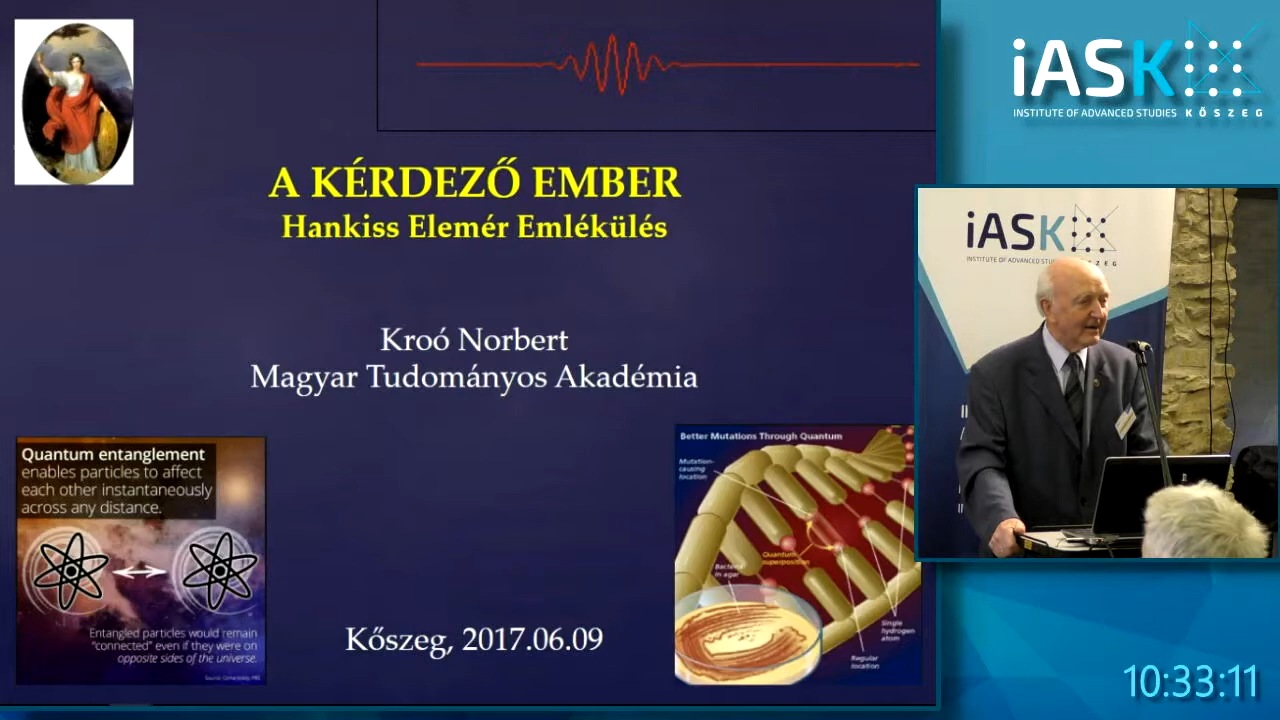 A KÉRDEZŐ EMBER
Hankiss Elemér Emlékülés
Kroó Norbert
Magyar Tudományos Akadémia
Quantum entanglement
enables particles to affect
each other instantaneously
across any distance.
Entangled particles would remain
"connected" even if they were on
opposite sides of the universe.
Kőszeg, 2017.06.09
Better Mutations Through Quantum
Mutation-
causing
location
Quantum
superposition
Bacteria
in agar
Single
hydrogen
atom
Regular
location
iASK
INSTITUTE OF ADVANCED STUDIES KŐSZEG
iASK
INSTITUTE OF ADVANCED
10:33:11